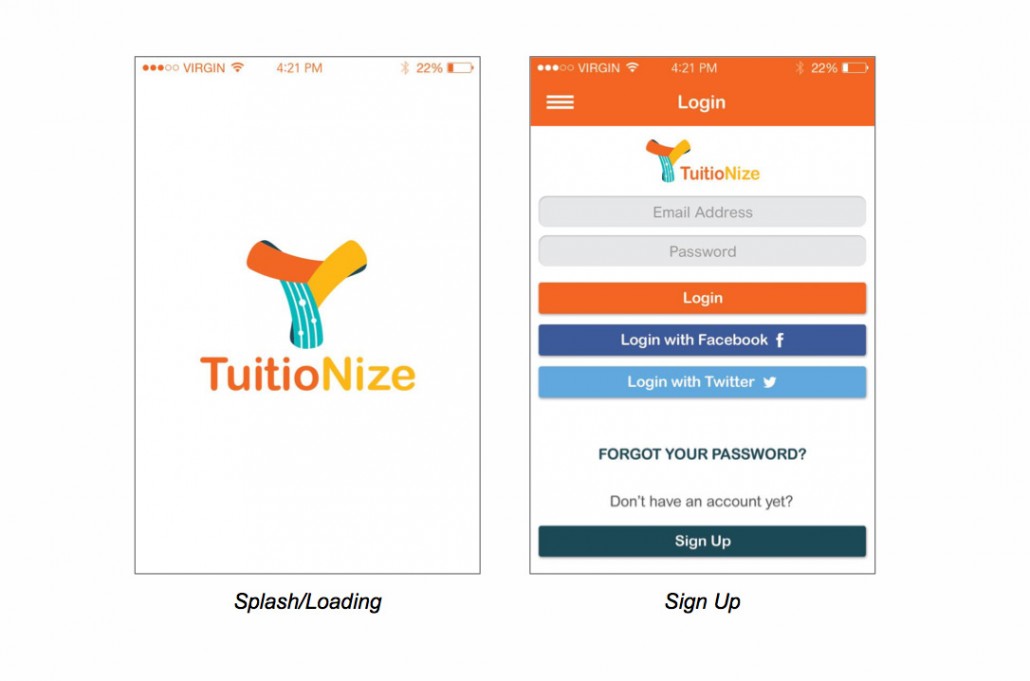 VIRGIN 4:21 PM 22%
TuitioNize
Splash/Loading
VIRGIN 4:21 PM 22%
Login
TuitioNize
Email Address
Password
Login
Login with Facebook f
Login with Twitter
FORGOT YOUR PASSWORD?
Don't have an account yet?
Sign Up
Sign Up